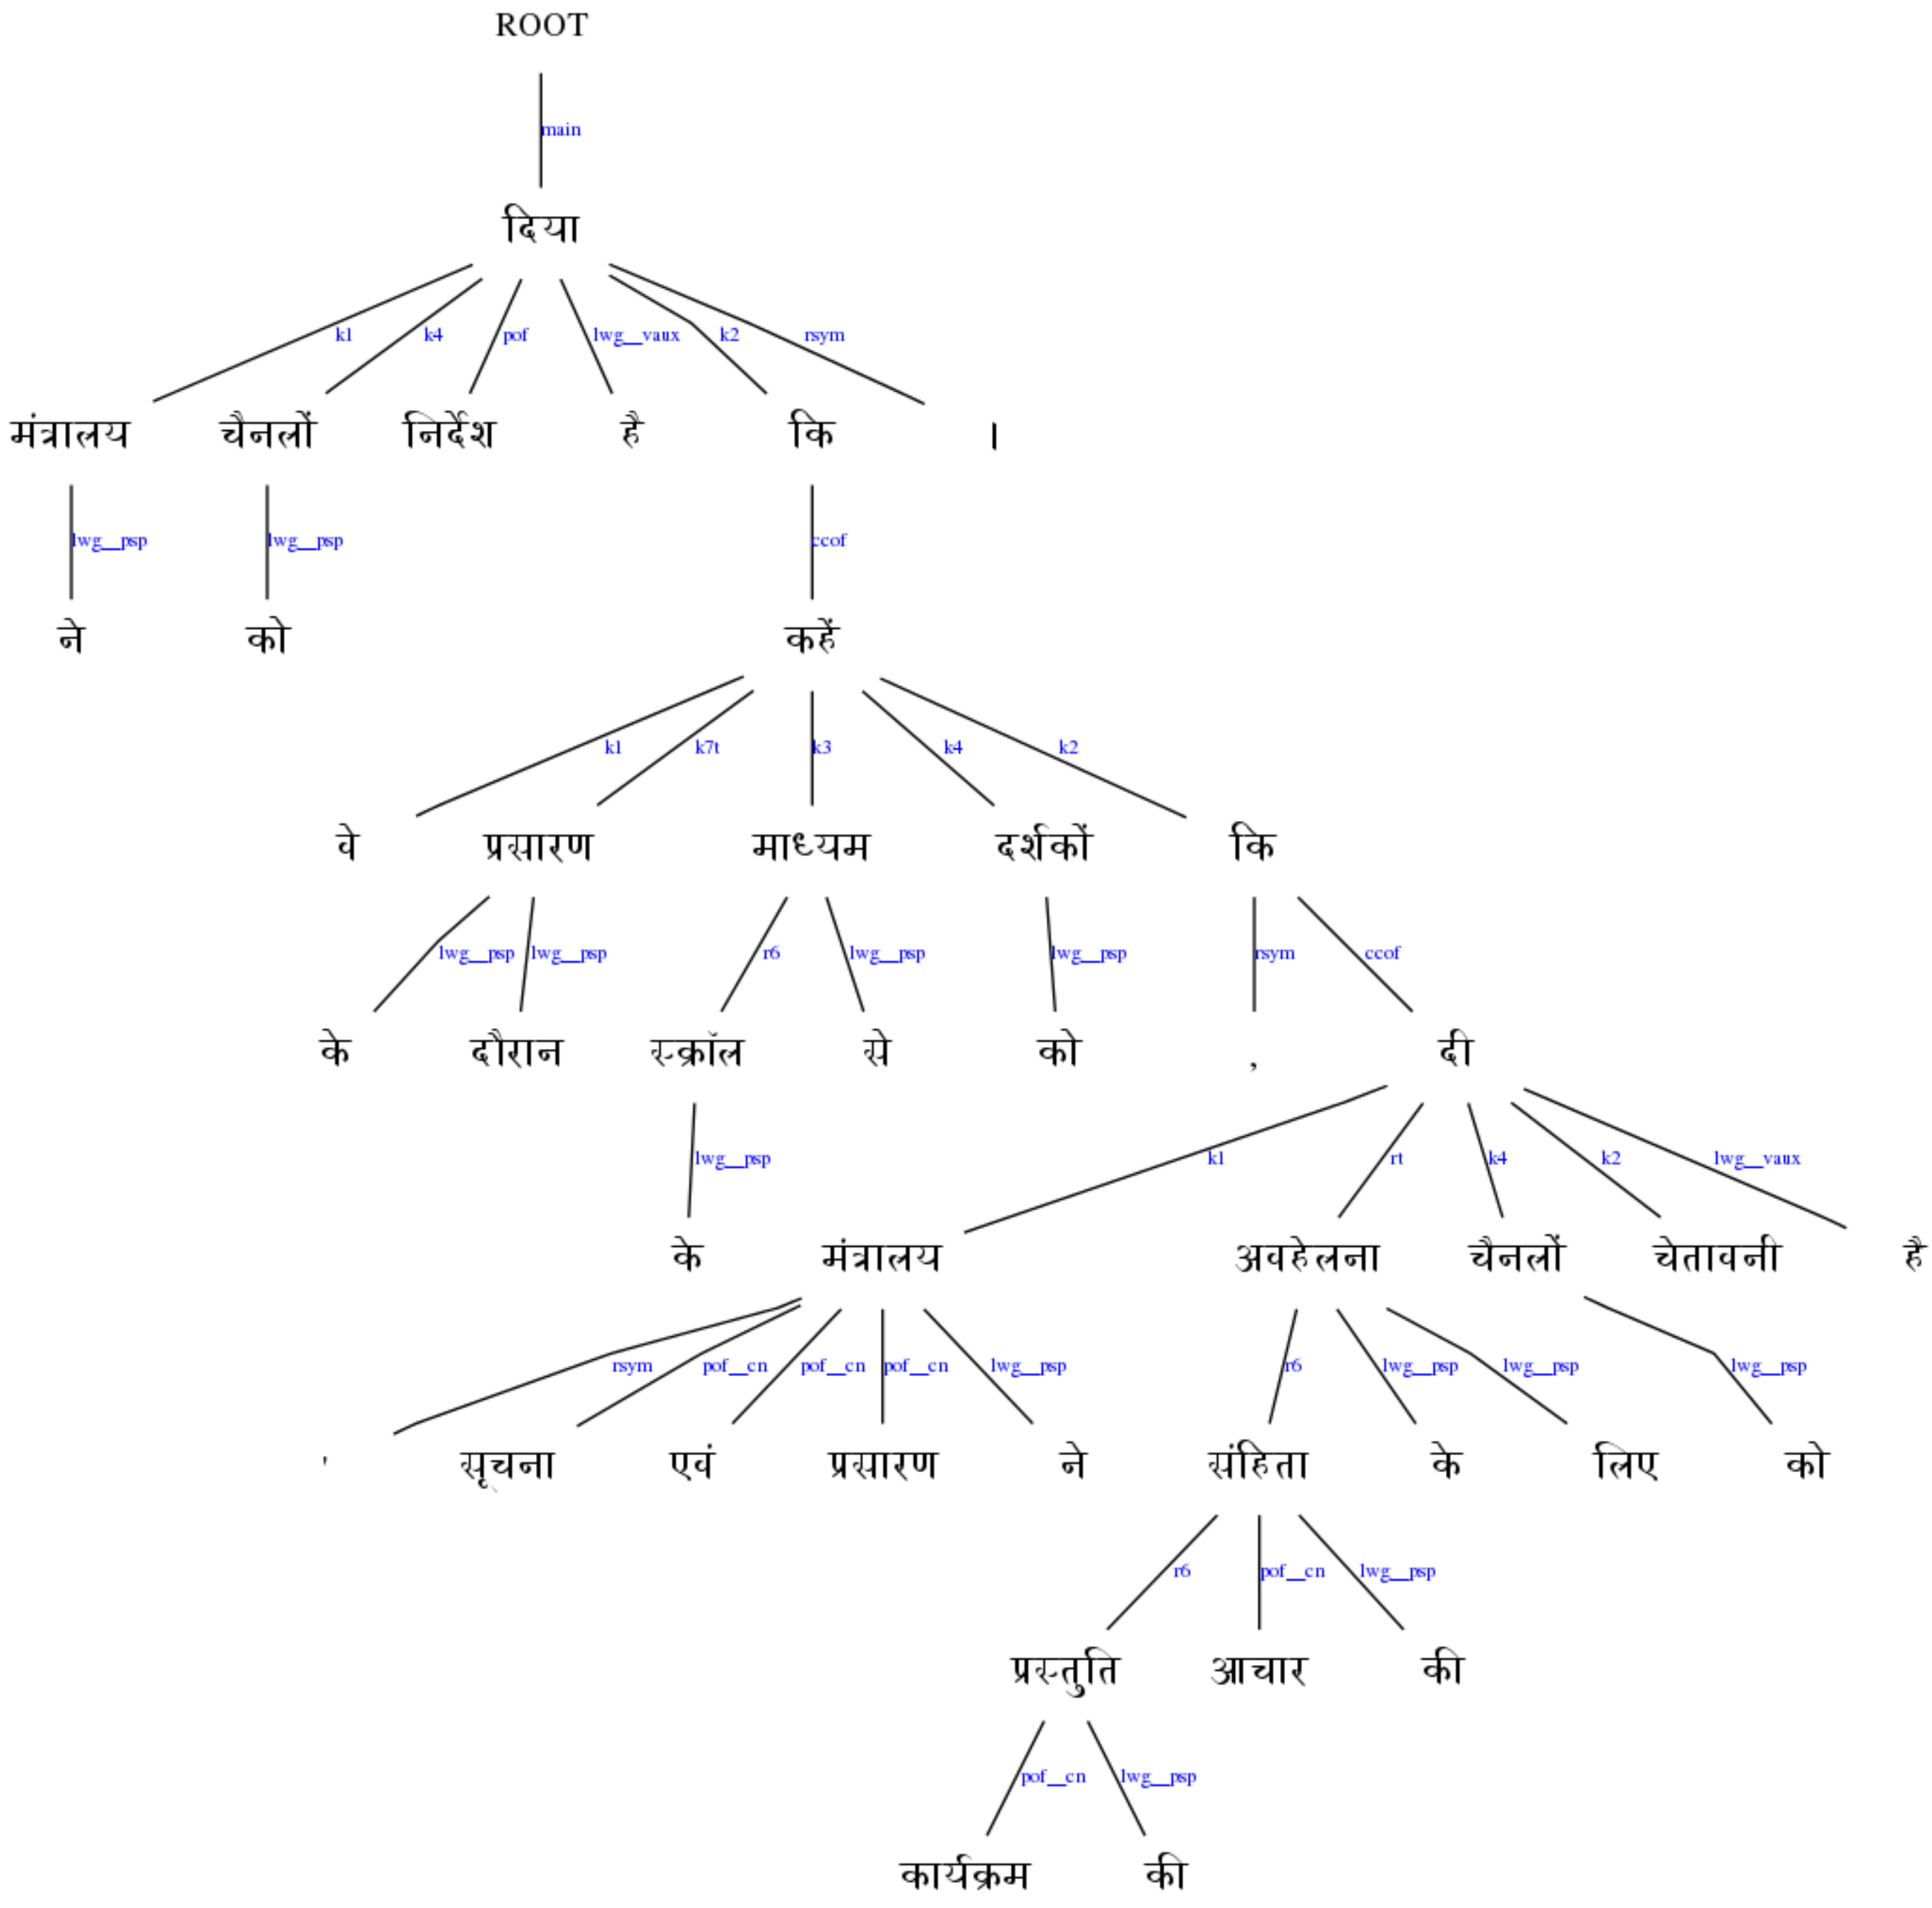 ROOT
main
दिया
k1 k4 pof lwg__vaux k2 rsym
मंत्रालय चैनलों निर्देश है कि ।
lwg__psp lwg__psp ccof
ने को कहें
k1 k7t k3 k4 k2
वे प्रसारण माध्यम दर्शकों कि
lwg__psp lwg__psp r6 lwg__psp lwg__psp rsym ccof
के दौरान स्क्रॉल से को , दी
lwg__psp k1 rt k4 k2 lwg__vaux
के मंत्रालय अवहेलना चैनलों चेतावनी है
rsym pof__cn pof__cn pof__cn lwg__psp r6 lwg__psp lwg__psp lwg__psp
' सूचना एवं प्रसारण ने संहिता के लिए को
r6 pof__cn lwg__psp
प्रस्तुति आचार की
pof__cn lwg__psp
कार्यक्रम की